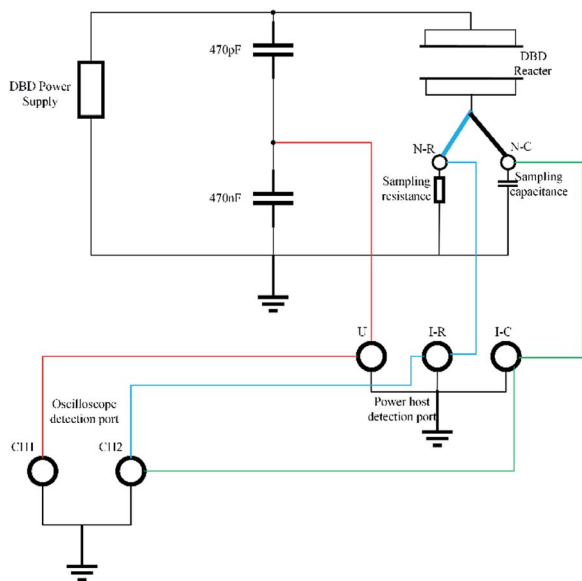 470pF
DBD
Reacter
DBD Power
Supply
N-R
N-C
Sampling
resistance
Sampling
capacitance
470nF
U
I-R
I-C
Oscilloscope
detection port
Power host
detection port
CH1
CH2